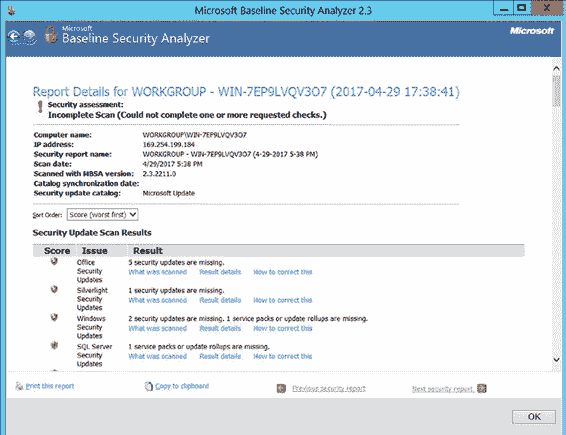 Microsoft Baseline Security Analyzer 2.3
Microsoft
Baseline Security Analyzer
Microsoft
Report Details for WORKGROUP - WIN-7EP9LVQV3O7 (2017-04-29 17:38:41)
Security assessment:
Incomplete Scan (Could not complete one or more requested checks.)
Computer name: WORKGROUP\WIN-7EP9LVQV3O7
IP address: 169.254.199.184
Security report name: WORKGROUP - WIN-7EP9LVQV3O7 (4-29-2017 5-38 PM)
Scan date: 4/29/2017 5:38 PM
Scanned with MBSA version: 2.3.2211.0
Catalog synchronization date:
Security update catalog: Microsoft Update
Sort Order: Score (worst first)
Security Update Scan Results
Score Issue Result
Office Security Updates 5 security updates are missing.
What was scanned Result details How to correct this
Silverlight Security Updates 1 security updates are missing.
What was scanned Result details How to correct this
Windows Security Updates 2 security updates are missing. 1 service packs or update rollups are missing.
What was scanned Result details How to correct this
SQL Server Security Updates 1 service packs or update rollups are missing.
What was scanned Result details How to correct this
Print this report Copy to clipboard Previous security report Next security report
OK